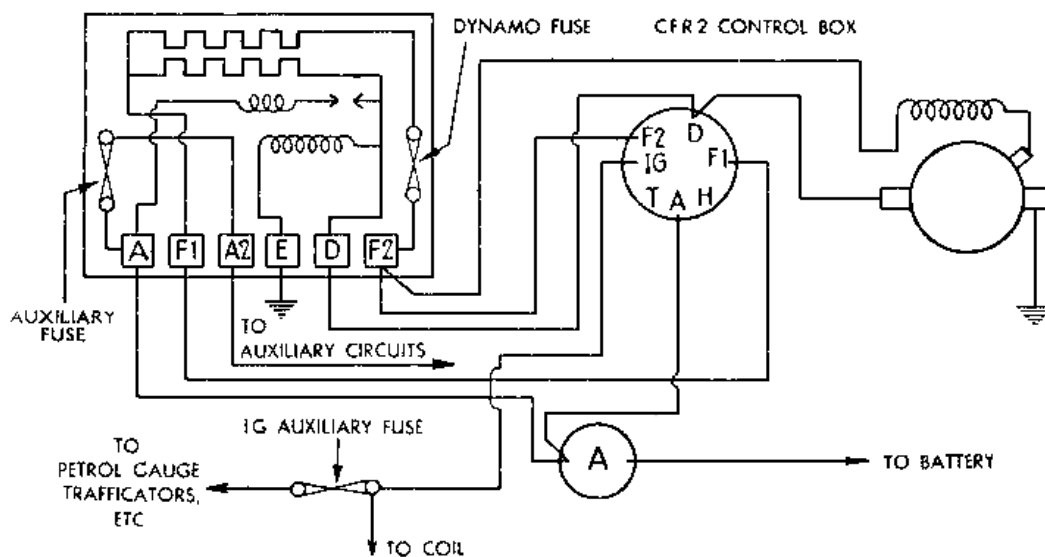 DYNAMO FUSE
CFR2 CONTROL BOX
F2
D
IG
F1
T
A
H
A
F1
A2
E
D
F2
AUXILIARY
FUSE
TO
AUXILIARY CIRCUITS
IG AUXILIARY FUSE
A
TO BATTERY
TO
PETROL GAUGE
TRAFFICATORS,
ETC
TO COIL